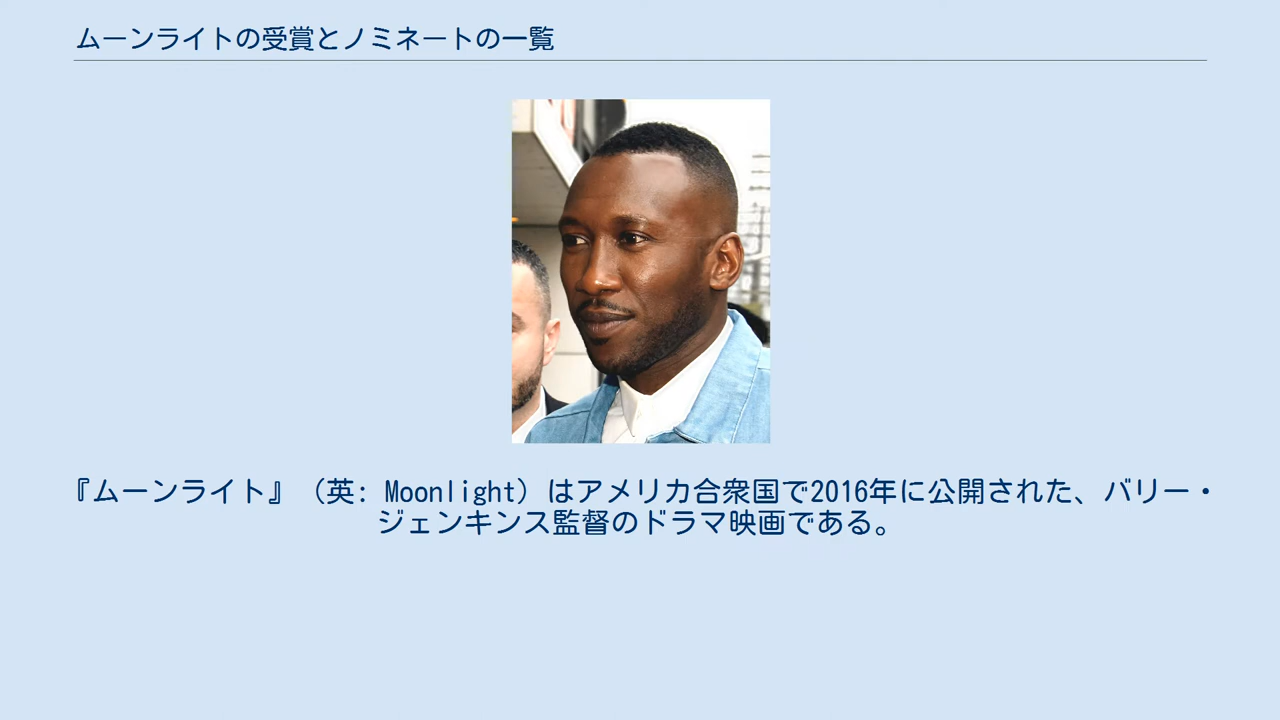 ムーンライトの受賞とノミネートの一覧
『ムーンライト』（英: Moonlight）はアメリカ合衆国で2016年に公開された、バリー・
ジェンキンス監督のドラマ映画である。